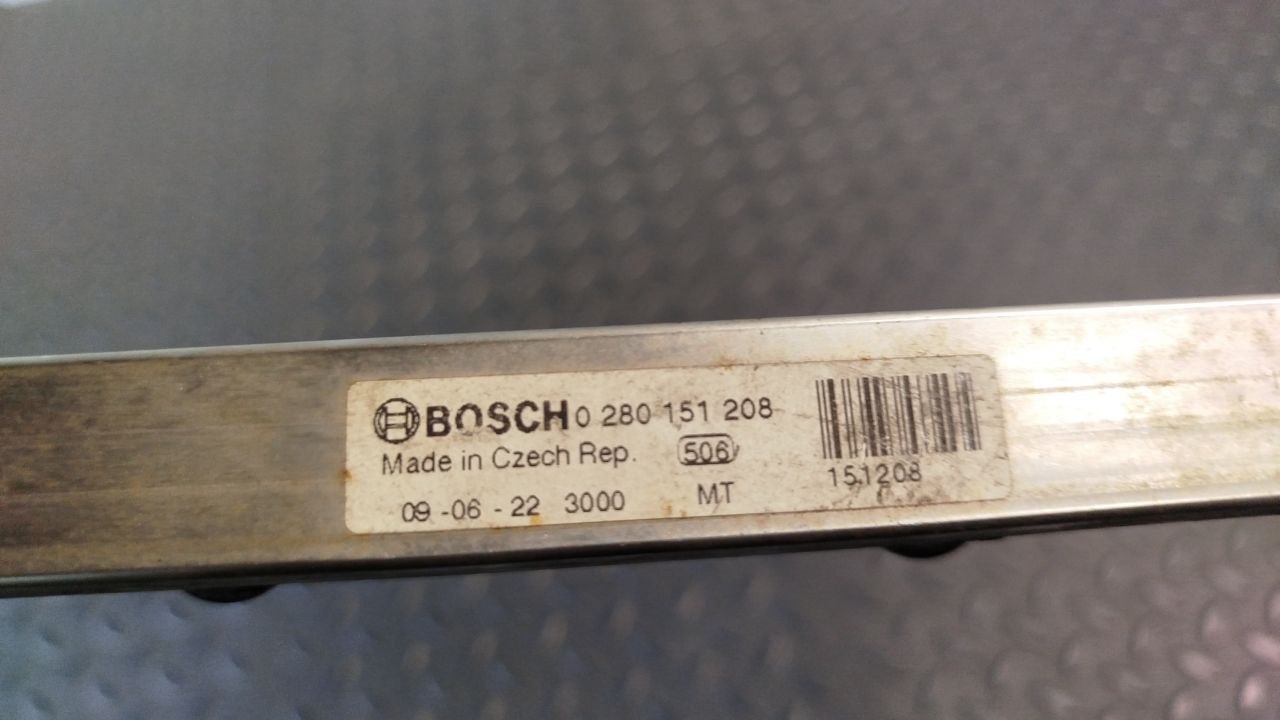 BOSCH 0 280 151 208
Made in Czech Rep. 506
09 -06 - 22 3000 MT
151208